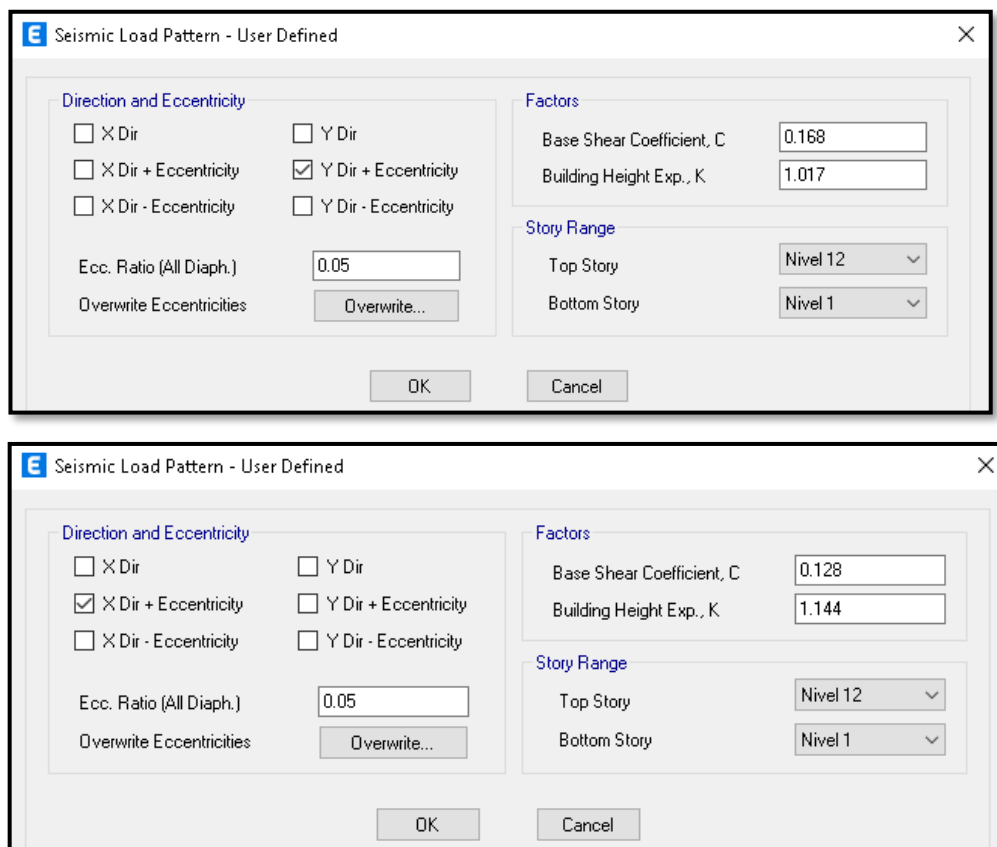 E Seismic Load Pattern - User Defined
Direction and Eccentricity
X Dir
Y Dir
X Dir + Eccentricity
Y Dir + Eccentricity
X Dir - Eccentricity
Y Dir - Eccentricity
Ecc. Ratio (All Diaph.)
0.05
Overwrite Eccentricities
Overwrite...
Factors
Base Shear Coefficient, C
0.168
Building Height Exp., K
1.017
Story Range
Top Story
Nivel 12
Bottom Story
Nivel 1
OK
Cancel
E Seismic Load Pattern - User Defined
Direction and Eccentricity
X Dir
Y Dir
X Dir + Eccentricity
Y Dir + Eccentricity
X Dir - Eccentricity
Y Dir - Eccentricity
Ecc. Ratio (All Diaph.)
0.05
Overwrite Eccentricities
Overwrite...
Factors
Base Shear Coefficient, C
0.128
Building Height Exp., K
1.144
Story Range
Top Story
Nivel 12
Bottom Story
Nivel 1
OK
Cancel